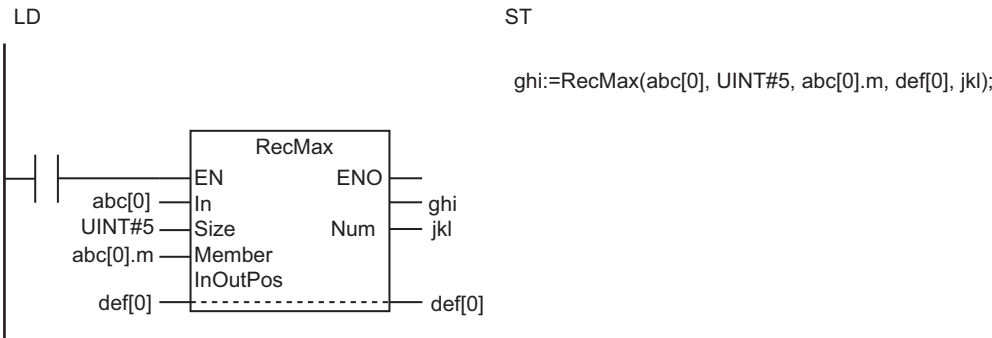 LD
ST
ghi:=RecMax(abc[0], UINT#5, abc[0].m, def[0], jkl);
RecMax
EN ENO
abc[0] In ghi
UINT#5 Size Num jkl
abc[0].m Member
InOutPos
def[0] def[0]